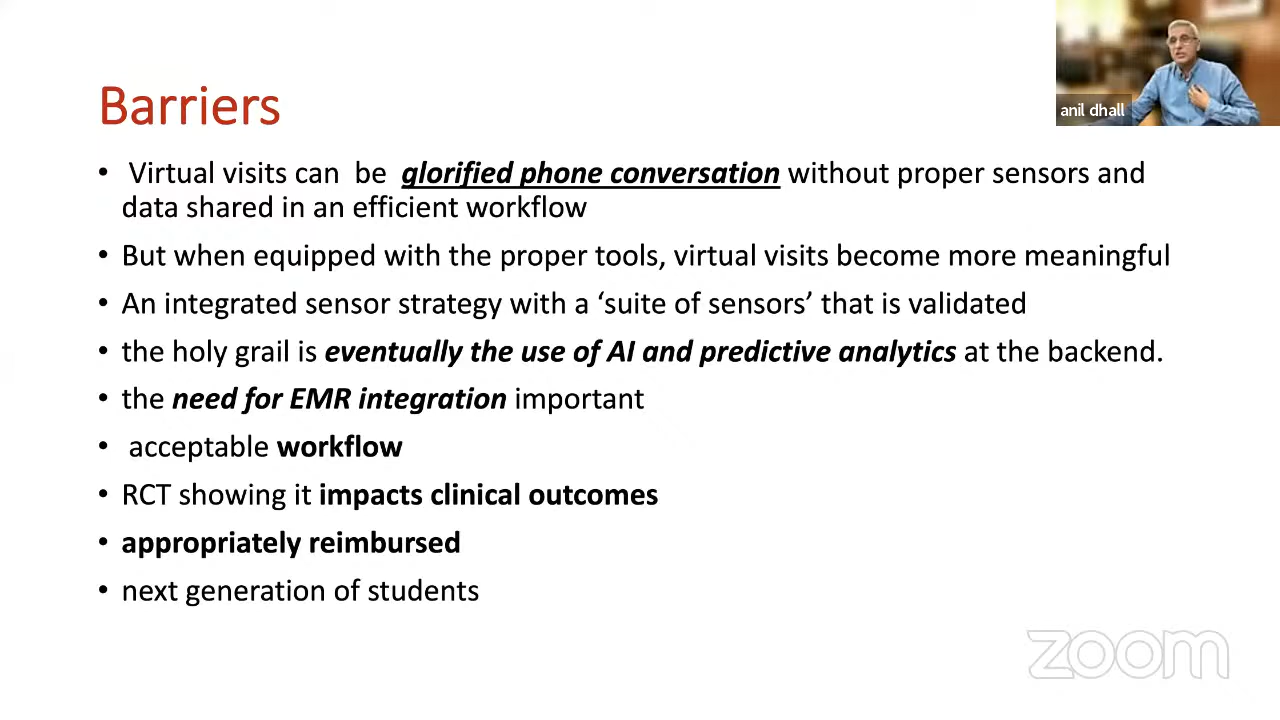 Barriers
anil dhall
• Virtual visits can be glorified phone conversation without proper sensors and
data shared in an efficient workflow
• But when equipped with the proper tools, virtual visits become more meaningful
• An integrated sensor strategy with a ‘suite of sensors’ that is validated
• the holy grail is eventually the use of AI and predictive analytics at the backend.
• the need for EMR integration important
• acceptable workflow
• RCT showing it impacts clinical outcomes
• appropriately reimbursed
• next generation of students
zoom